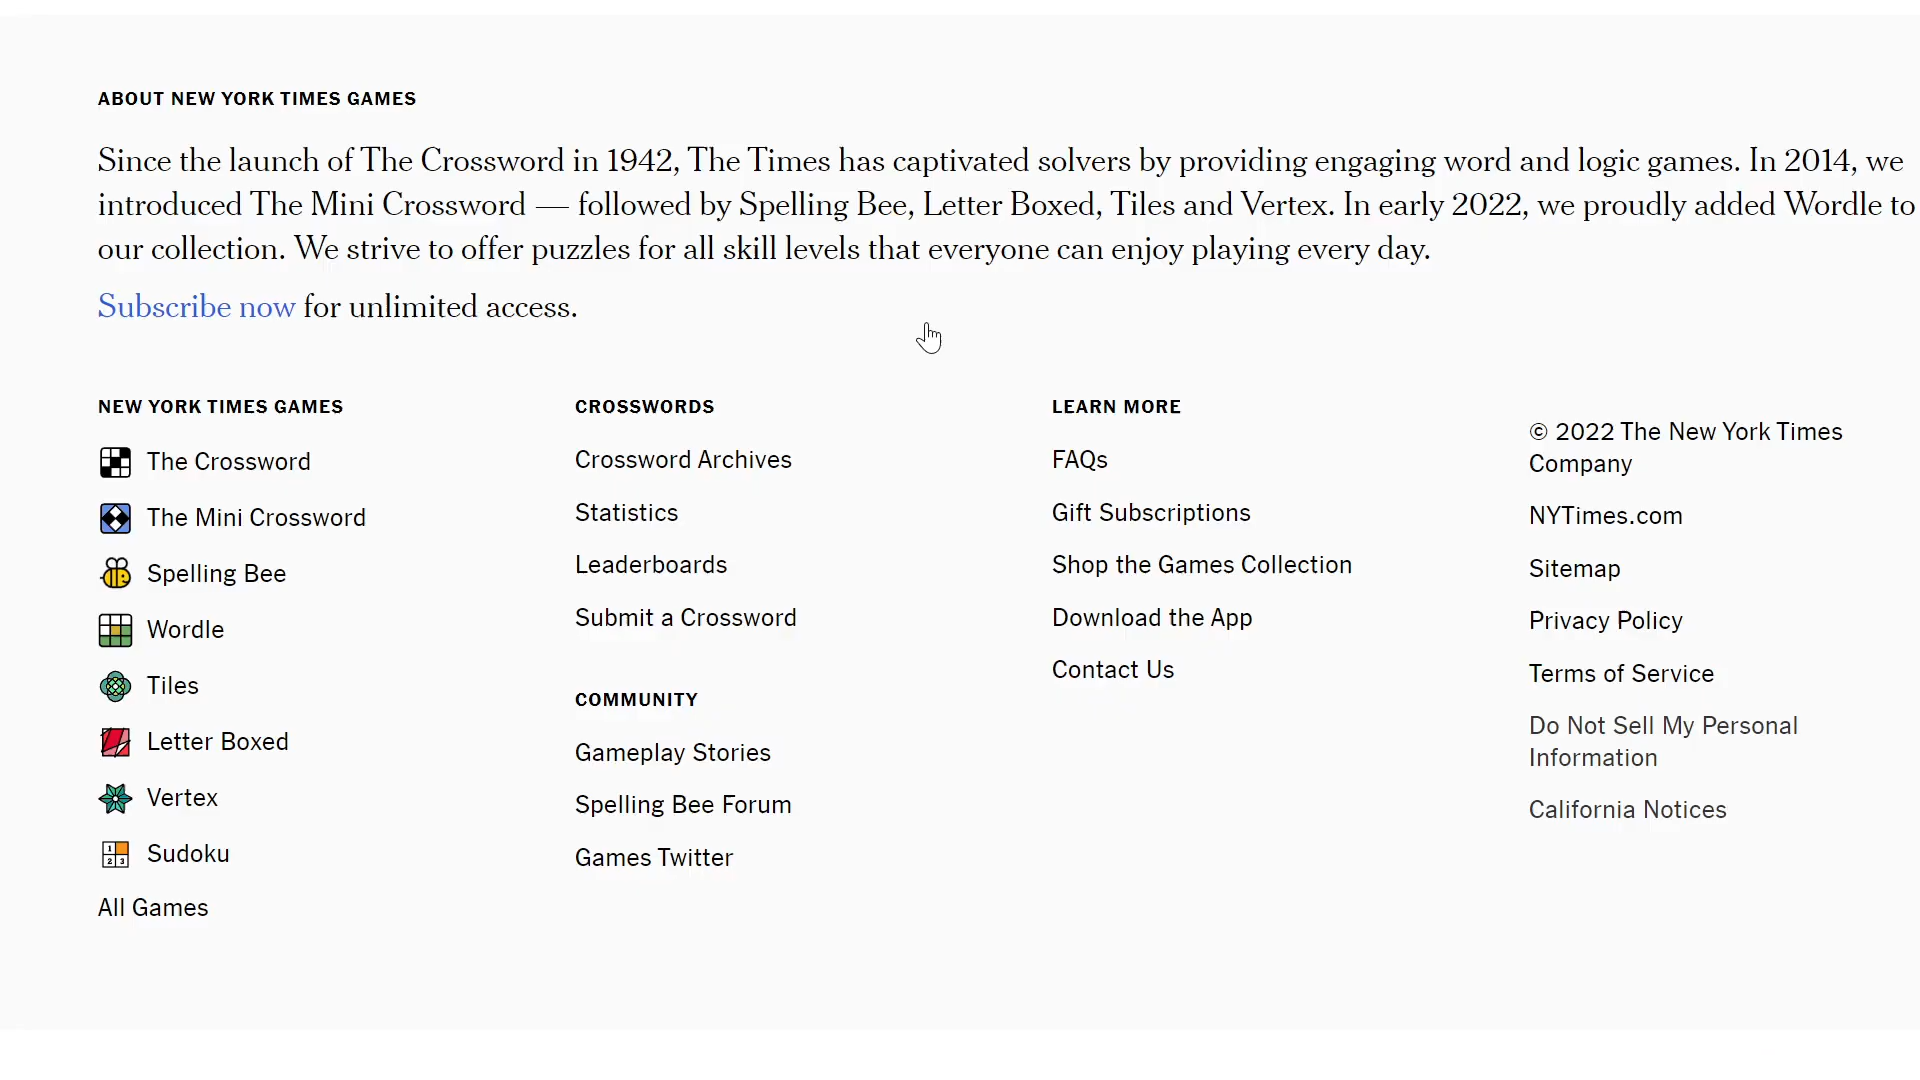 ABOUT NEW YORK TIMES GAMES
Since the launch of The Crossword in 1942, The Times has captivated solvers by providing engaging word and logic games. In 2014, we
introduced The Mini Crossword — followed by Spelling Bee, Letter Boxed, Tiles and Vertex. In early 2022, we proudly added Wordle to
our collection. We strive to offer puzzles for all skill levels that everyone can enjoy playing every day.
Subscribe now for unlimited access.
NEW YORK TIMES GAMES
The Crossword
The Mini Crossword
Spelling Bee
Wordle
Tiles
Letter Boxed
Vertex
1
2 3
Sudoku
All Games
CROSSWORDS
Crossword Archives
Statistics
Leaderboards
Submit a Crossword
COMMUNITY
Gameplay Stories
Spelling Bee Forum
Games Twitter
LEARN MORE
FAQs
Gift Subscriptions
Shop the Games Collection
Download the App
Contact Us
© 2022 The New York Times
Company
NYTimes.com
Sitemap
Privacy Policy
Terms of Service
Do Not Sell My Personal
Information
California Notices